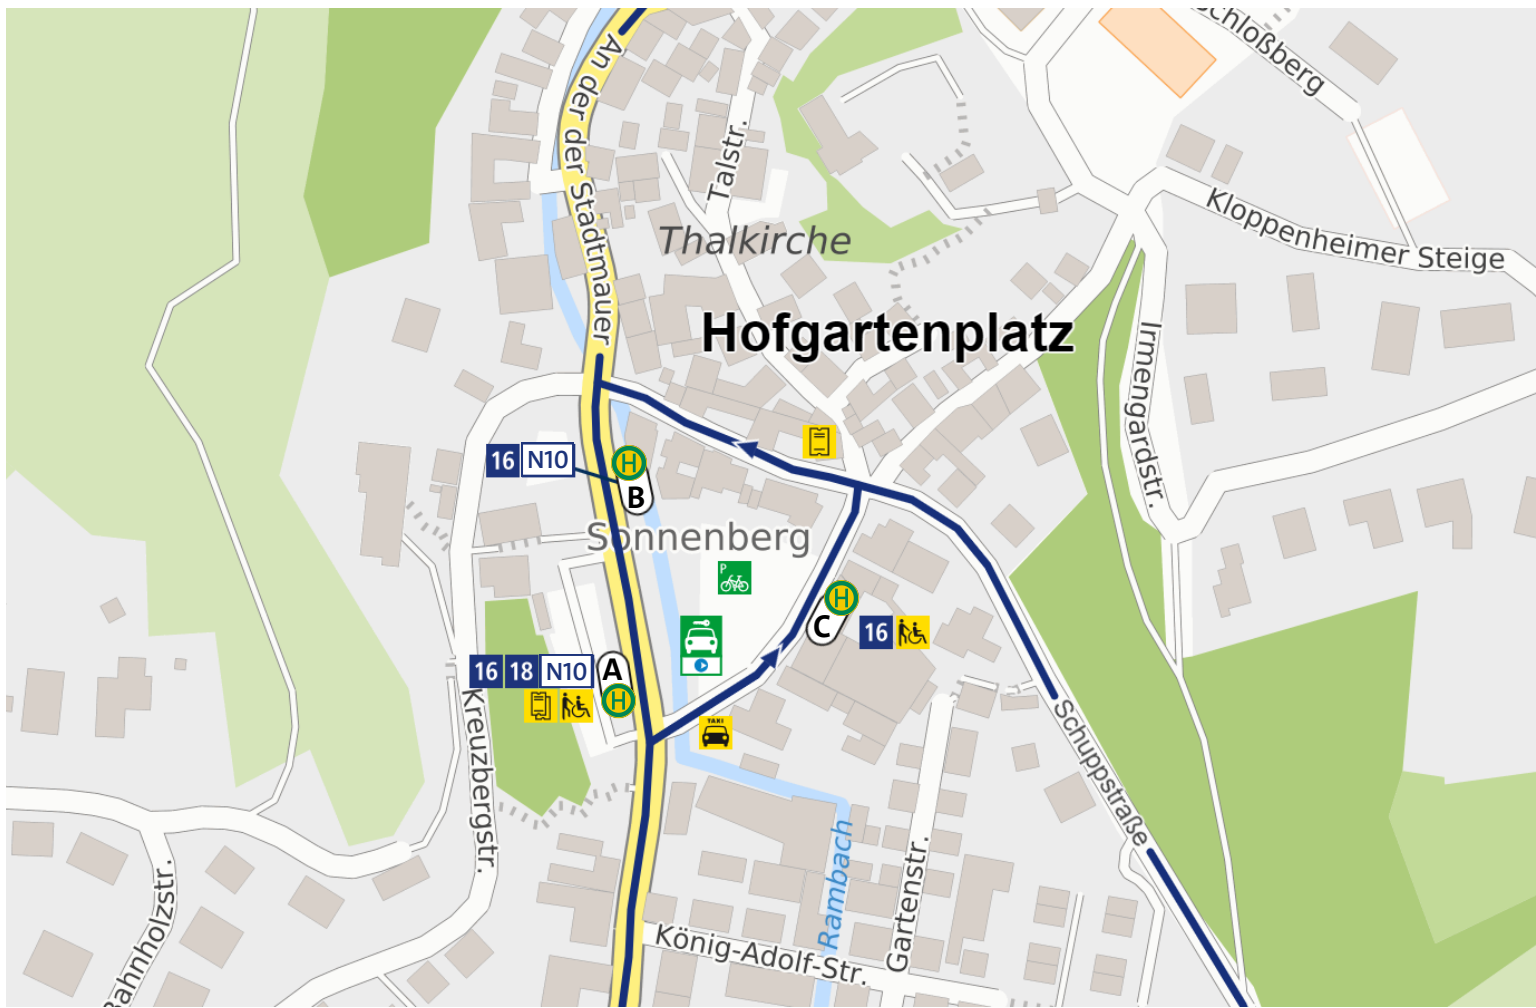 Schloßberg
An der der Stadtmauer
Talstr.
Thalkirche
Kloppenheimer Steige
Hofgartenplatz
Irmengardstr.
16 N10
H
B
Sonnenberg
P
H
C
16
16 18 N10
A
H
TAXI
Kreuzbergstr.
Schuppstraße
Rambach
Gartenstr.
Bahnholzstr.
König-Adolf-Str.